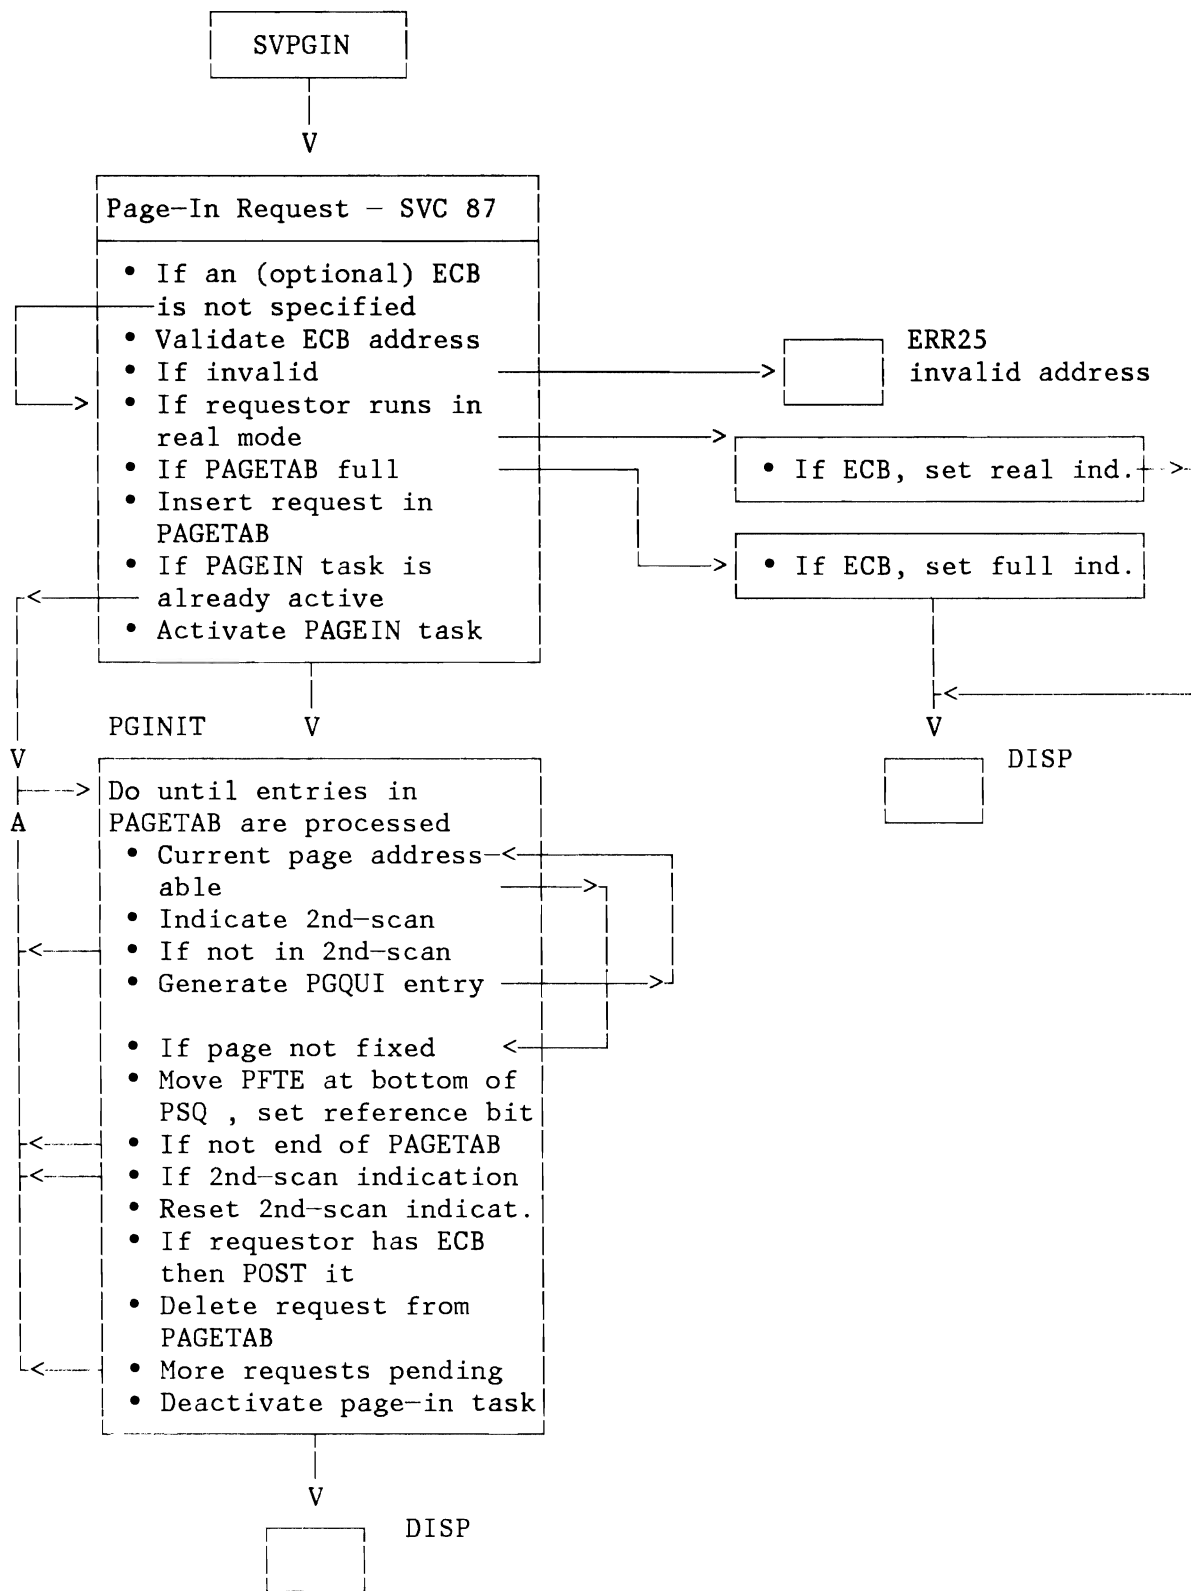 SVPGIN
V
Page-In Request - SVC 87
• If an (optional) ECB
is not specified
• Validate ECB address
• If invalid
• If requestor runs in
real mode
• If PAGETAB full
• Insert request in
PAGETAB
• If PAGEIN task is
already active
• Activate PAGEIN task
ERR25
invalid address
• If ECB, set real ind.
• If ECB, set full ind.
V
DISP
PGINIT
V
V
A
Do until entries in
PAGETAB are processed
• Current page address
able
• Indicate 2nd-scan
• If not in 2nd-scan
• Generate PGQUI entry
• If page not fixed
• Move PFTE at bottom of
PSQ , set reference bit
• If not end of PAGETAB
• If 2nd-scan indication
• Reset 2nd-scan indicat.
• If requestor has ECB
then POST it
• Delete request from
PAGETAB
• More requests pending
• Deactivate page-in task
V
DISP